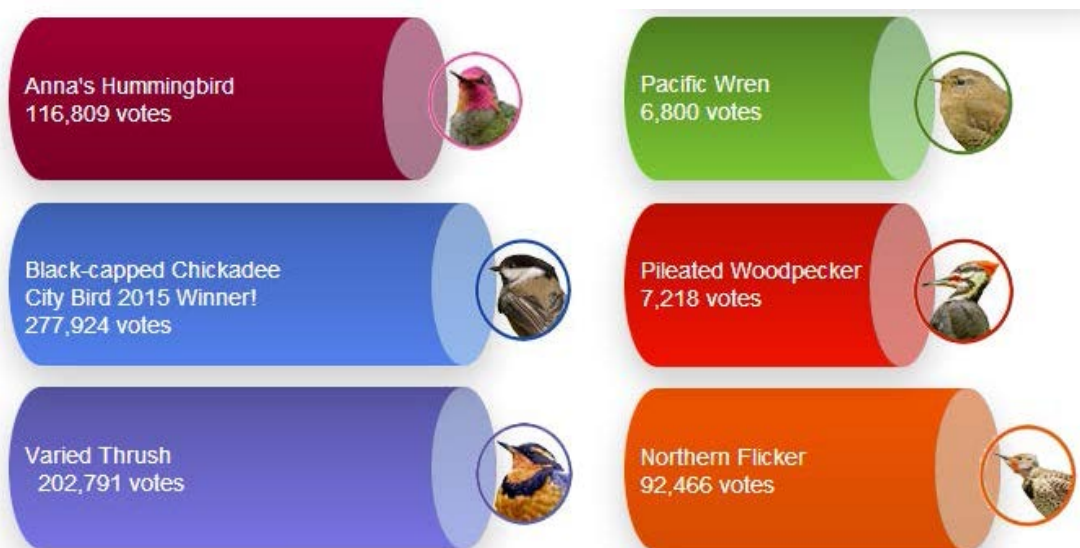 Anna's Hummingbird
116,809 votes
Black-capped Chickadee
City Bird 2015 Winner!
277,924 votes
Varied Thrush
202,791 votes
Pacific Wren
6,800 votes
Pileated Woodpecker
7,218 votes
Northern Flicker
92,466 votes